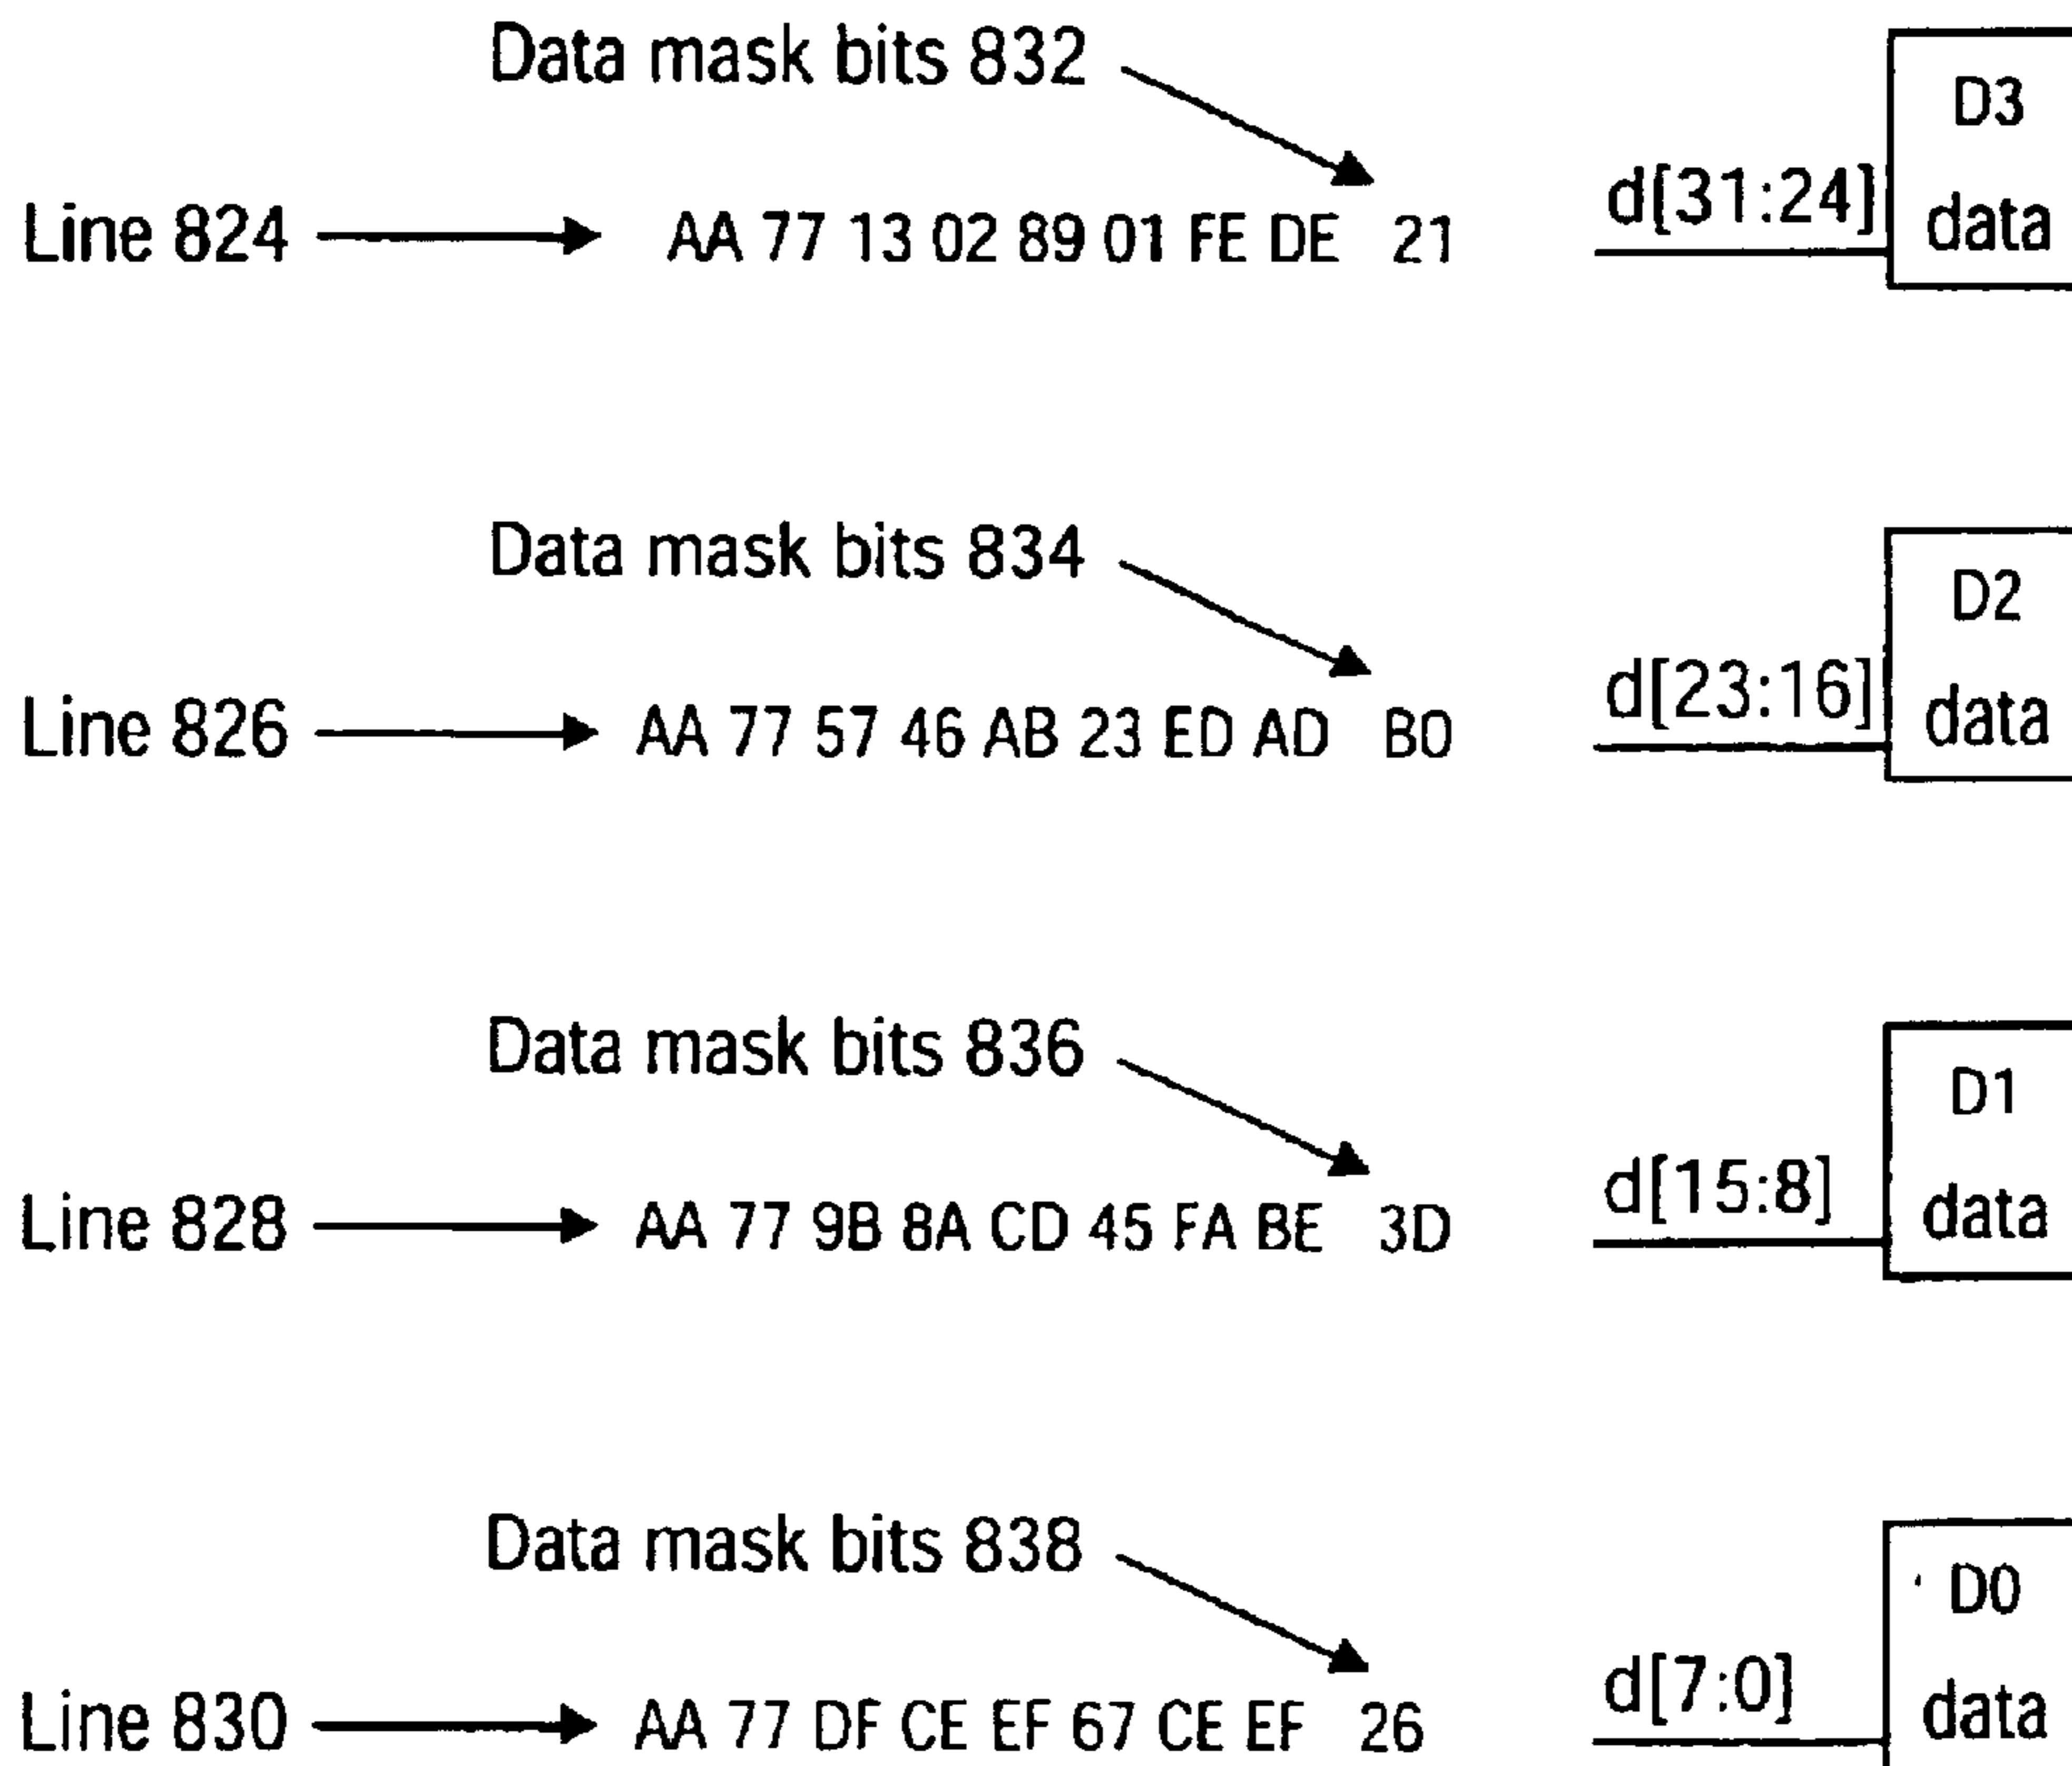 Data mask bits 832
D3
d[31:24]
Line 824 AA 77 13 02 89 01 FE DE 21
data
Data mask bits 834
D2
d[23:16]
Line 826 AA 77 57 46 AB 23 ED AD B0
data
Data mask bits 836
D1
d[15:8]
Line 828 AA 77 9B 8A CD 45 FA BE 3D
data
Data mask bits 838
D0
d[7:0]
Line 830 AA 77 DF CE EF 67 CE EF 26
data